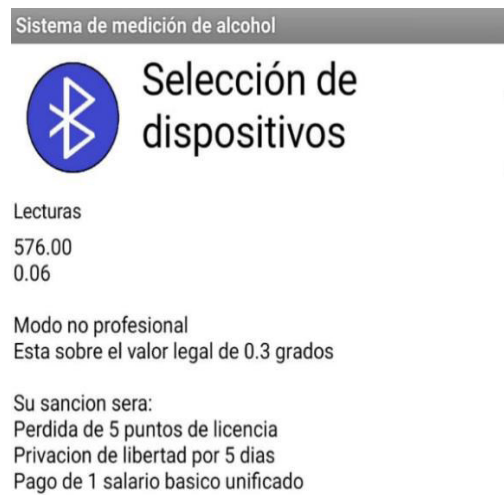 Sistema de medición de alcohol
Selección de
dispositivos
Lecturas
576.00
0.06
Modo no profesional
Esta sobre el valor legal de 0.3 grados
Su sancion sera:
Perdida de 5 puntos de licencia
Privacion de libertad por 5 dias
Pago de 1 salario basico unificado